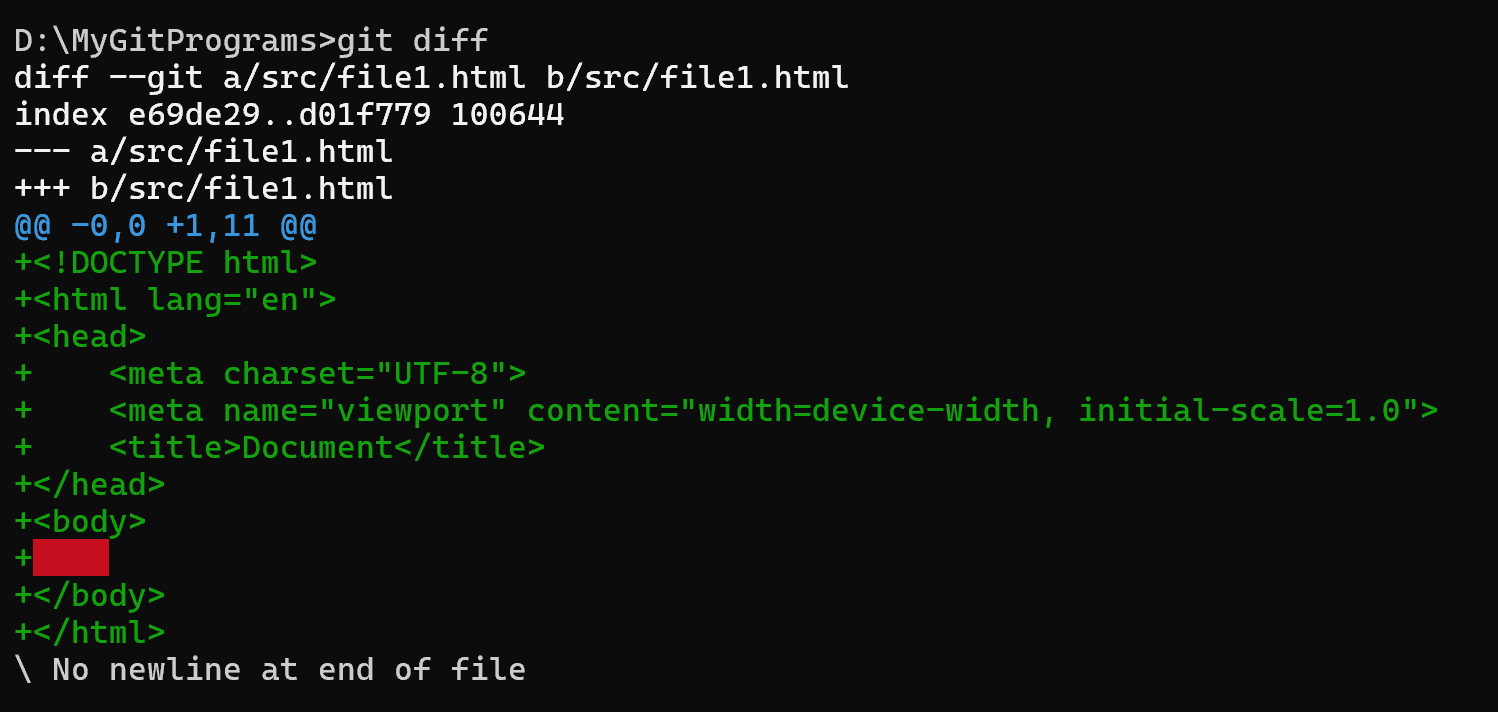 D:\MyGitPrograms>git diff
diff --git a/src/file1.html b/src/file1.html
index e69de29..d01f779 100644
--- a/src/file1.html
+++ b/src/file1.html
@@ -0,0 +1,11 @@
+<!DOCTYPE html>
+<html lang="en">
+<head>
+    <meta charset="UTF-8">
+    <meta name="viewport" content="width=device-width, initial-scale=1.0">
+    <title>Document</title>
+</head>
+<body>
+
+</body>
+</html>
\ No newline at end of file